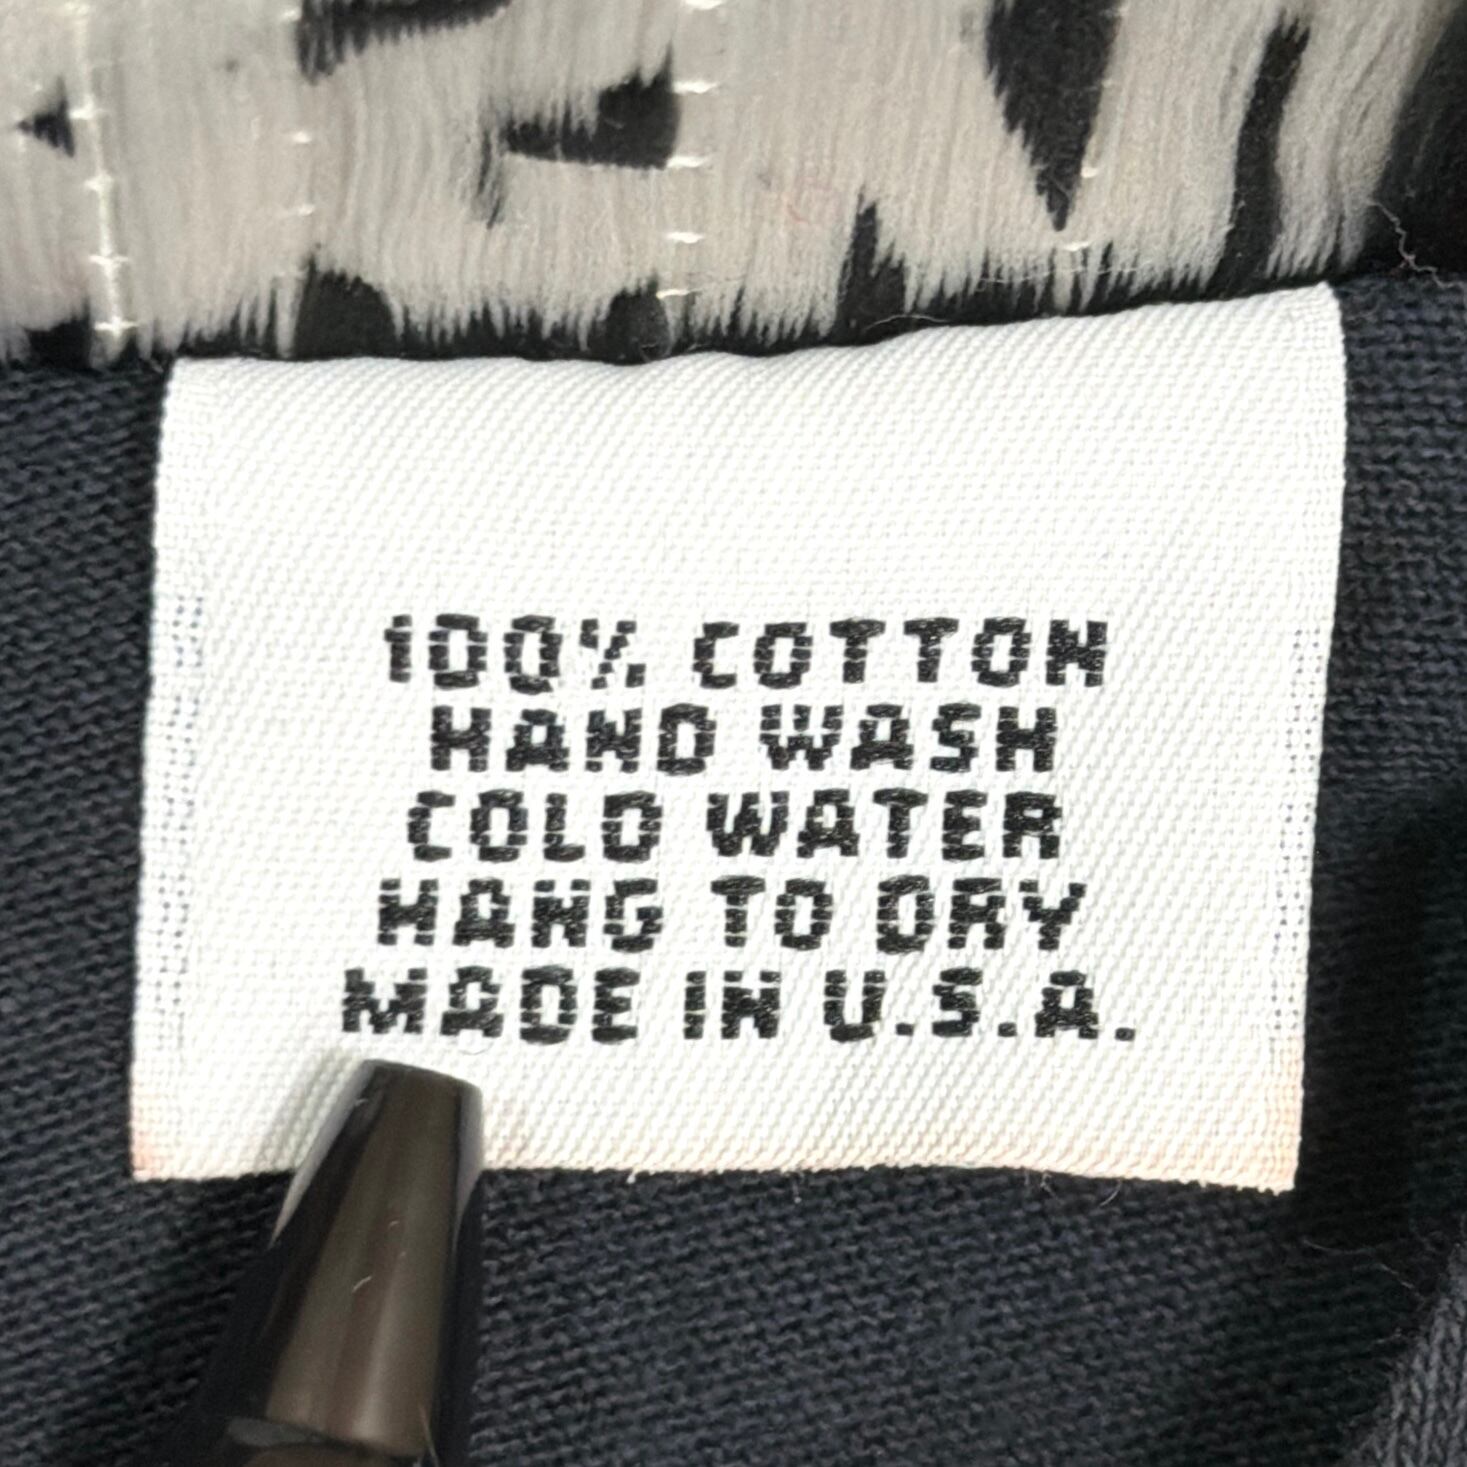 100% COTTON
HAND WASH
COLD WATER
HANG TO DRY
MADE IN U.S.A.